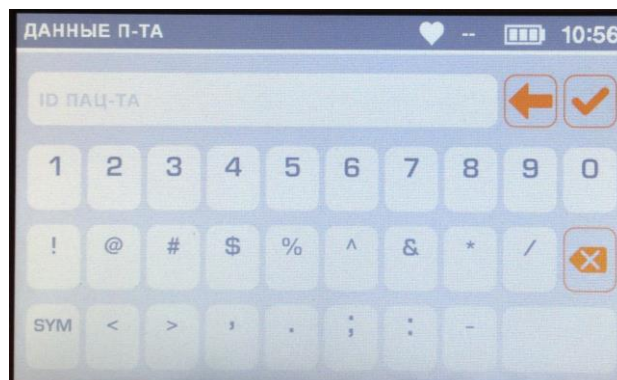 ДАННЫЕ П-ТА -- 10:56
ID ПАЦ-ТА
1 2 3 4 5 6 7 8 9 0
! @ # $ % ^ & * /
SYM < > , . ; : -